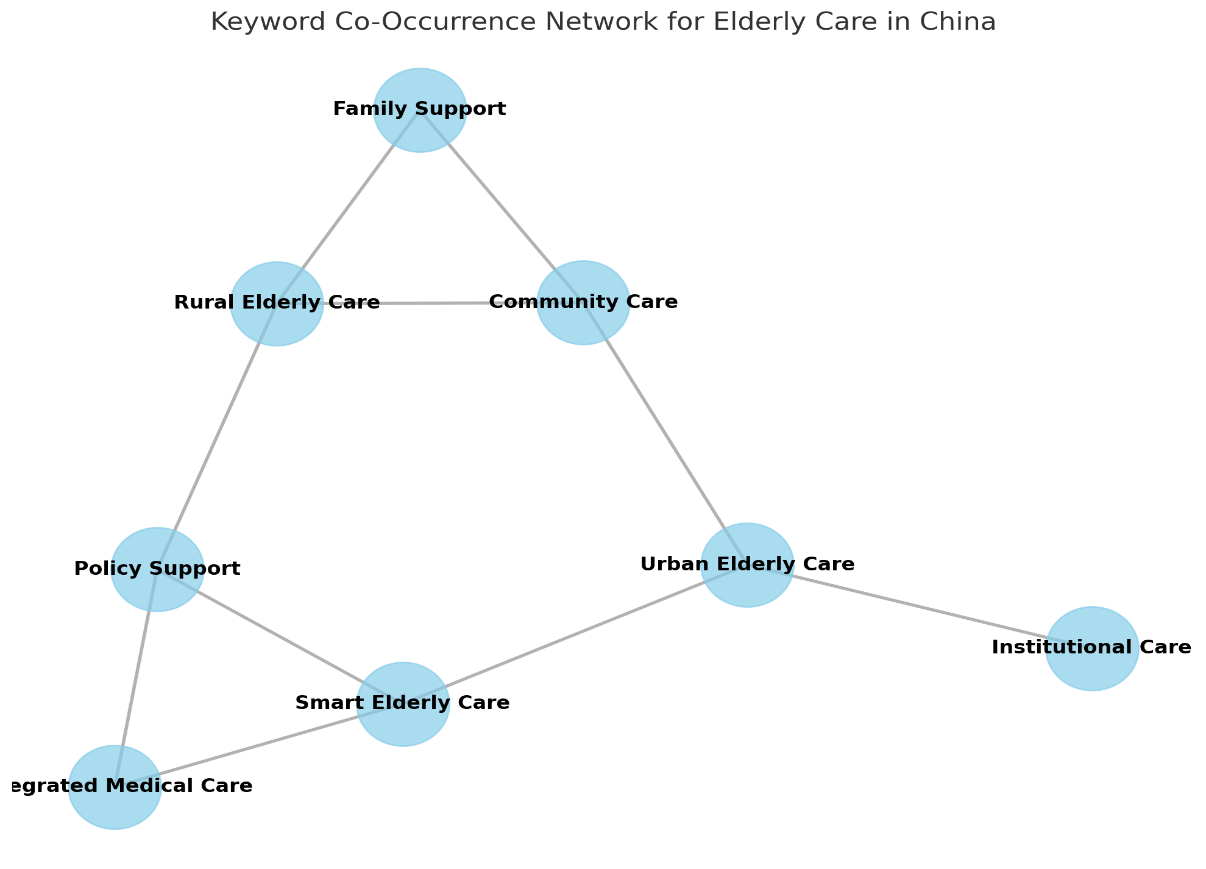 Keyword Co-Occurrence Network for Elderly Care in China
Family Support
Rural Elderly Care
Community Care
Policy Support
Urban Elderly Care
Institutional Care
Smart Elderly Care
egrated Medical Care